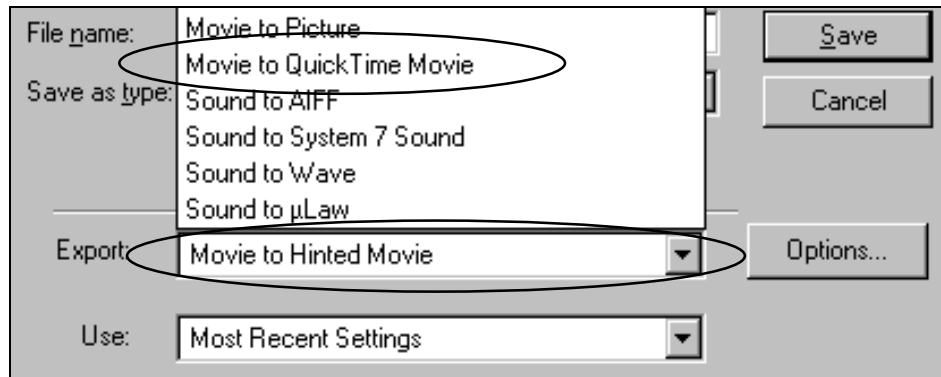 File name:
Movie to Picture
Save
Movie to QuickTime Movie
Save as type:
Sound to AIFF
Cancel
Sound to System 7 Sound
Sound to Wave
Sound to µLaw
Export:
Movie to Hinted Movie
Options...
Use:
Most Recent Settings